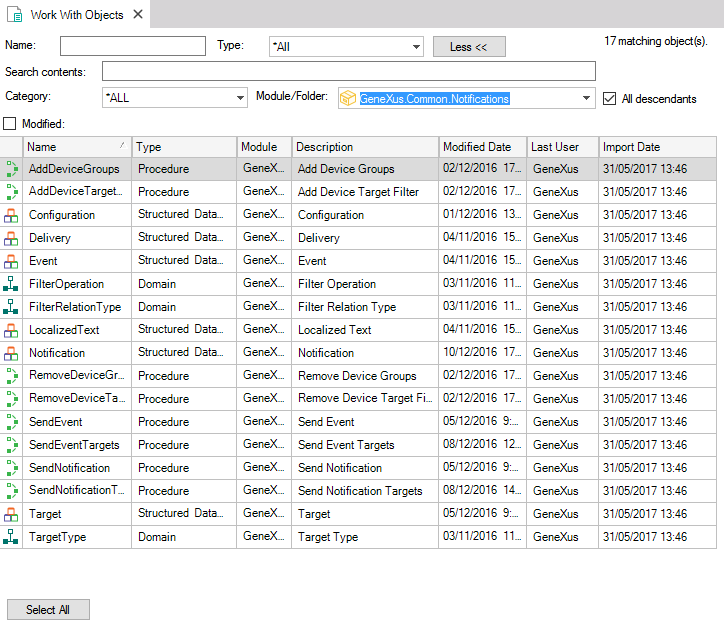 Work With Objects
Name: Type: *All Less << 17 matching object(s).
Search contents:
Category: *ALL Module/Folder: GeneXus.Common.Notifications All descendants
Modified:
Name Type Module Description Modified Date Last User Import Date
AddDeviceGroups Procedure GeneX... Add Device Groups 02/12/2016 17... GeneXus 31/05/2017 13:46
AddDeviceTarget... Procedure GeneX... Add Device Target Filter 02/12/2016 17... GeneXus 31/05/2017 13:46
Configuration Structured Data... GeneX... Configuration 01/12/2016 13... GeneXus 31/05/2017 13:46
Delivery Structured Data... GeneX... Delivery 04/11/2016 15... GeneXus 31/05/2017 13:46
Event Structured Data... GeneX... Event 04/11/2016 15... GeneXus 31/05/2017 13:46
FilterOperation Domain GeneX... Filter Operation 03/11/2016 11... GeneXus 31/05/2017 13:46
FilterRelationType Domain GeneX... Filter Relation Type 03/11/2016 11... GeneXus 31/05/2017 13:46
LocalizedText Structured Data... GeneX... Localized Text 04/11/2016 15... GeneXus 31/05/2017 13:46
Notification Structured Data... GeneX... Notification 10/12/2016 17... GeneXus 31/05/2017 13:46
RemoveDeviceGr... Procedure GeneX... Remove Device Groups 02/12/2016 17... GeneXus 31/05/2017 13:46
RemoveDeviceTa... Procedure GeneX... Remove Device Target Fi... 02/12/2016 17... GeneXus 31/05/2017 13:46
SendEvent Procedure GeneX... Send Event 05/12/2016 9:... GeneXus 31/05/2017 13:46
SendEventTargets Procedure GeneX... Send Event Targets 08/12/2016 12... GeneXus 31/05/2017 13:46
SendNotification Procedure GeneX... Send Notification 05/12/2016 9:... GeneXus 31/05/2017 13:46
SendNotificationT... Procedure GeneX... Send Notification Targets 08/12/2016 14... GeneXus 31/05/2017 13:46
Target Structured Data... GeneX... Target 05/12/2016 9:... GeneXus 31/05/2017 13:46
TargetType Domain GeneX... Target Type 03/11/2016 11... GeneXus 31/05/2017 13:46
Select All